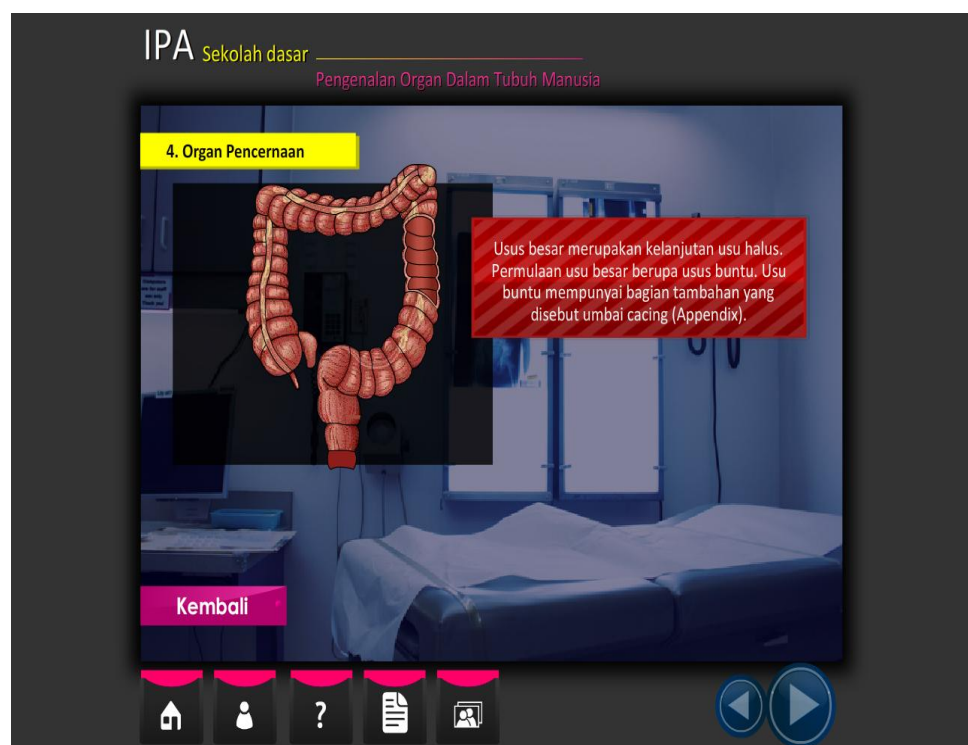 IPA Sekolah dasar
Pengenalan Organ Dalam Tubuh Manusia
4. Organ Pencernaan
Usus besar merupakan kelanjutan usu halus.
Permulaan usu besar berupa usus buntu. Usu
buntu mempunyai bagian tambahan yang
disebut umbai cacing (Appendix).
Kembali
?